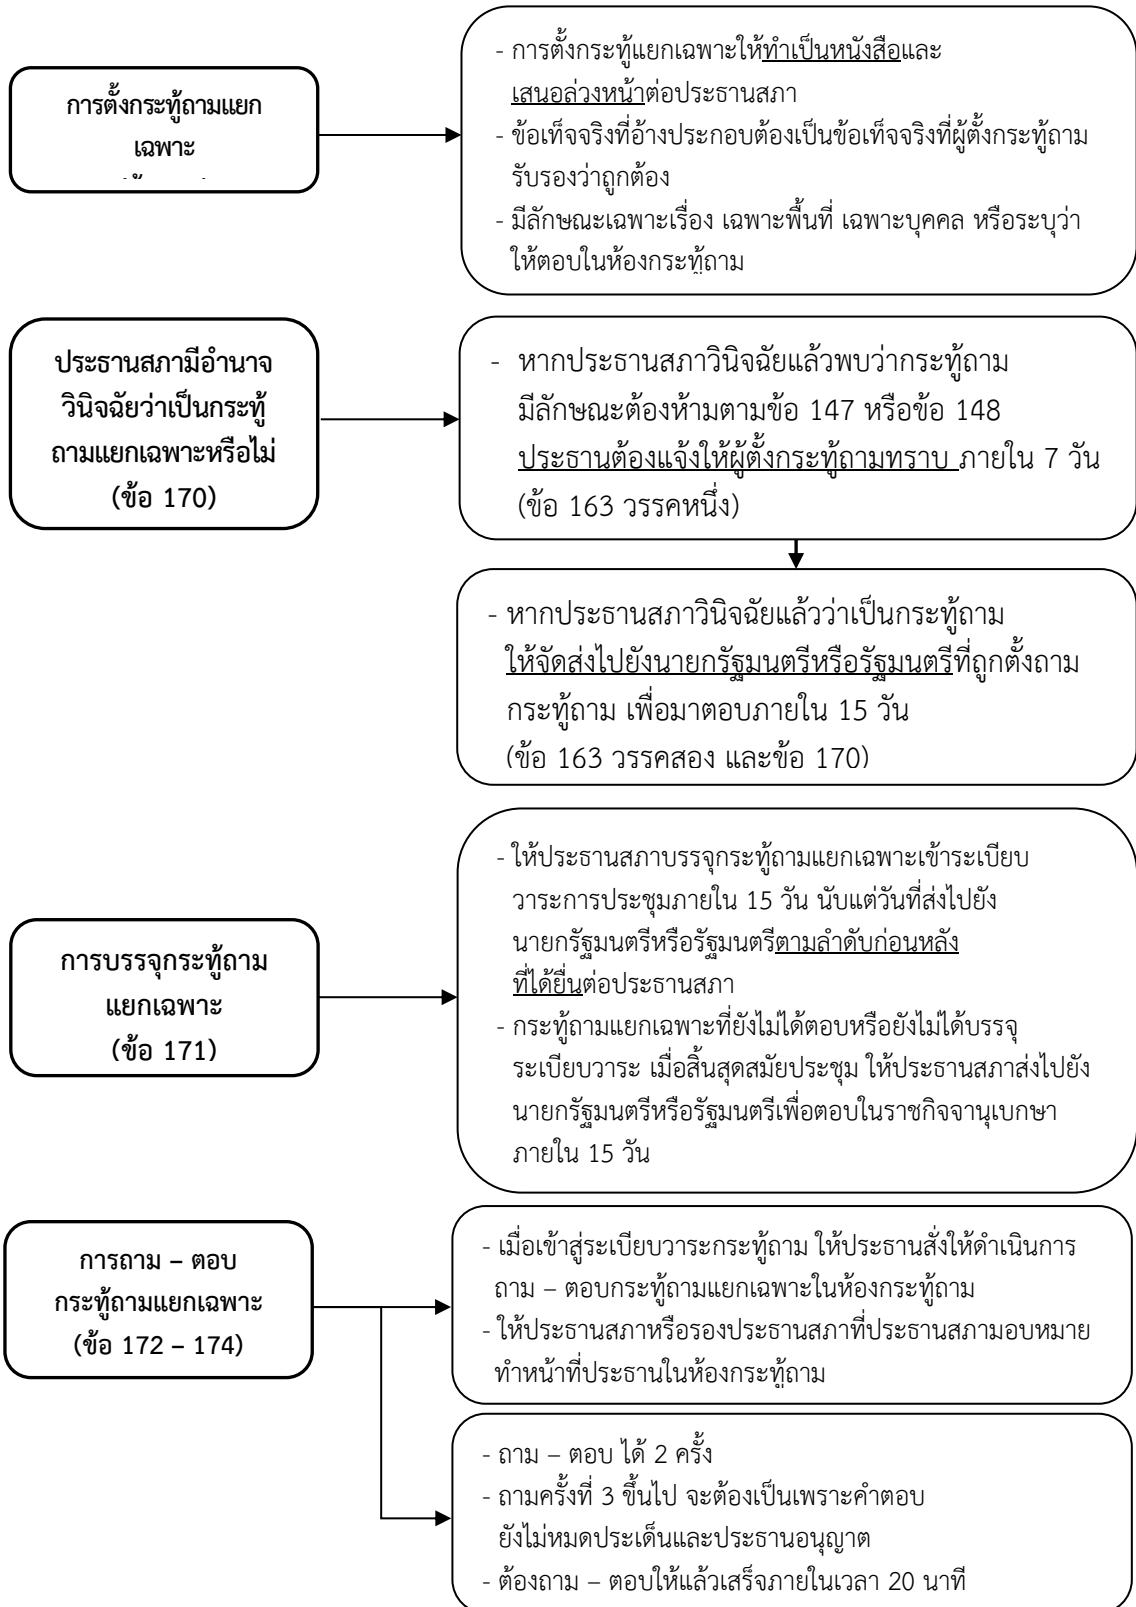 การตั้งกระทู้ถามแยก
เฉพาะ
- การตั้งกระทู้แยกเฉพาะให้ทำเป็นหนังสือและ
เสนอล่วงหน้าต่อประธานสภา
- ข้อเท็จจริงที่อ้างประกอบต้องเป็นข้อเท็จจริงที่ผู้ตั้งกระทู้ถาม
รับรองว่าถูกต้อง
- มีลักษณะเฉพาะเรื่อง เฉพาะพื้นที่ เฉพาะบุคคล หรือระบุว่า
ให้ตอบในห้องกระทู้ถาม
ประธานสภามีอำนาจ
วินิจฉัยว่าเป็นกระทู้
ถามแยกเฉพาะหรือไม่
(ข้อ 170)
- หากประธานสภาวินิจฉัยแล้วพบว่ากระทู้ถาม
มีลักษณะต้องห้ามตามข้อ 147 หรือข้อ 148
ประธานต้องแจ้งให้ผู้ตั้งกระทู้ถามทราบ ภายใน 7 วัน
(ข้อ 163 วรรคหนึ่ง)
- หากประธานสภาวินิจฉัยแล้วว่าเป็นกระทู้ถาม
ให้จัดส่งไปยังนายกรัฐมนตรีหรือรัฐมนตรีที่ถูกตั้งถาม
กระทู้ถาม เพื่อมาตอบภายใน 15 วัน
(ข้อ 163 วรรคสอง และข้อ 170)
การบรรจุกระทู้ถาม
แยกเฉพาะ
(ข้อ 171)
- ให้ประธานสภาบรรจุกระทู้ถามแยกเฉพาะเข้าระเบียบ
วาระการประชุมภายใน 15 วัน นับแต่วันที่ส่งไปยัง
นายกรัฐมนตรีหรือรัฐมนตรีตามลำดับก่อนหลัง
ที่ได้ยื่นต่อประธานสภา
- กระทู้ถามแยกเฉพาะที่ยังไม่ได้ตอบหรือยังไม่ได้บรรจุ
ระเบียบวาระ เมื่อสิ้นสุดสมัยประชุม ให้ประธานสภาส่งไปยัง
นายกรัฐมนตรีหรือรัฐมนตรีเพื่อตอบในราชกิจจานุเบกษา
ภายใน 15 วัน
การถาม – ตอบ
กระทู้ถามแยกเฉพาะ
(ข้อ 172 – 174)
- เมื่อเข้าสู่ระเบียบวาระกระทู้ถาม ให้ประธานสั่งให้ดำเนินการ
ถาม – ตอบกระทู้ถามแยกเฉพาะในห้องกระทู้ถาม
- ให้ประธานสภาหรือรองประธานสภาที่ประธานสภามอบหมาย
ทำหน้าที่ประธานในห้องกระทู้ถาม
- ถาม – ตอบ ได้ 2 ครั้ง
- ถามครั้งที่ 3 ขึ้นไป จะต้องเป็นเพราะคำตอบ
ยังไม่หมดประเด็นและประธานอนุญาต
- ต้องถาม – ตอบให้แล้วเสร็จภายในเวลา 20 นาที